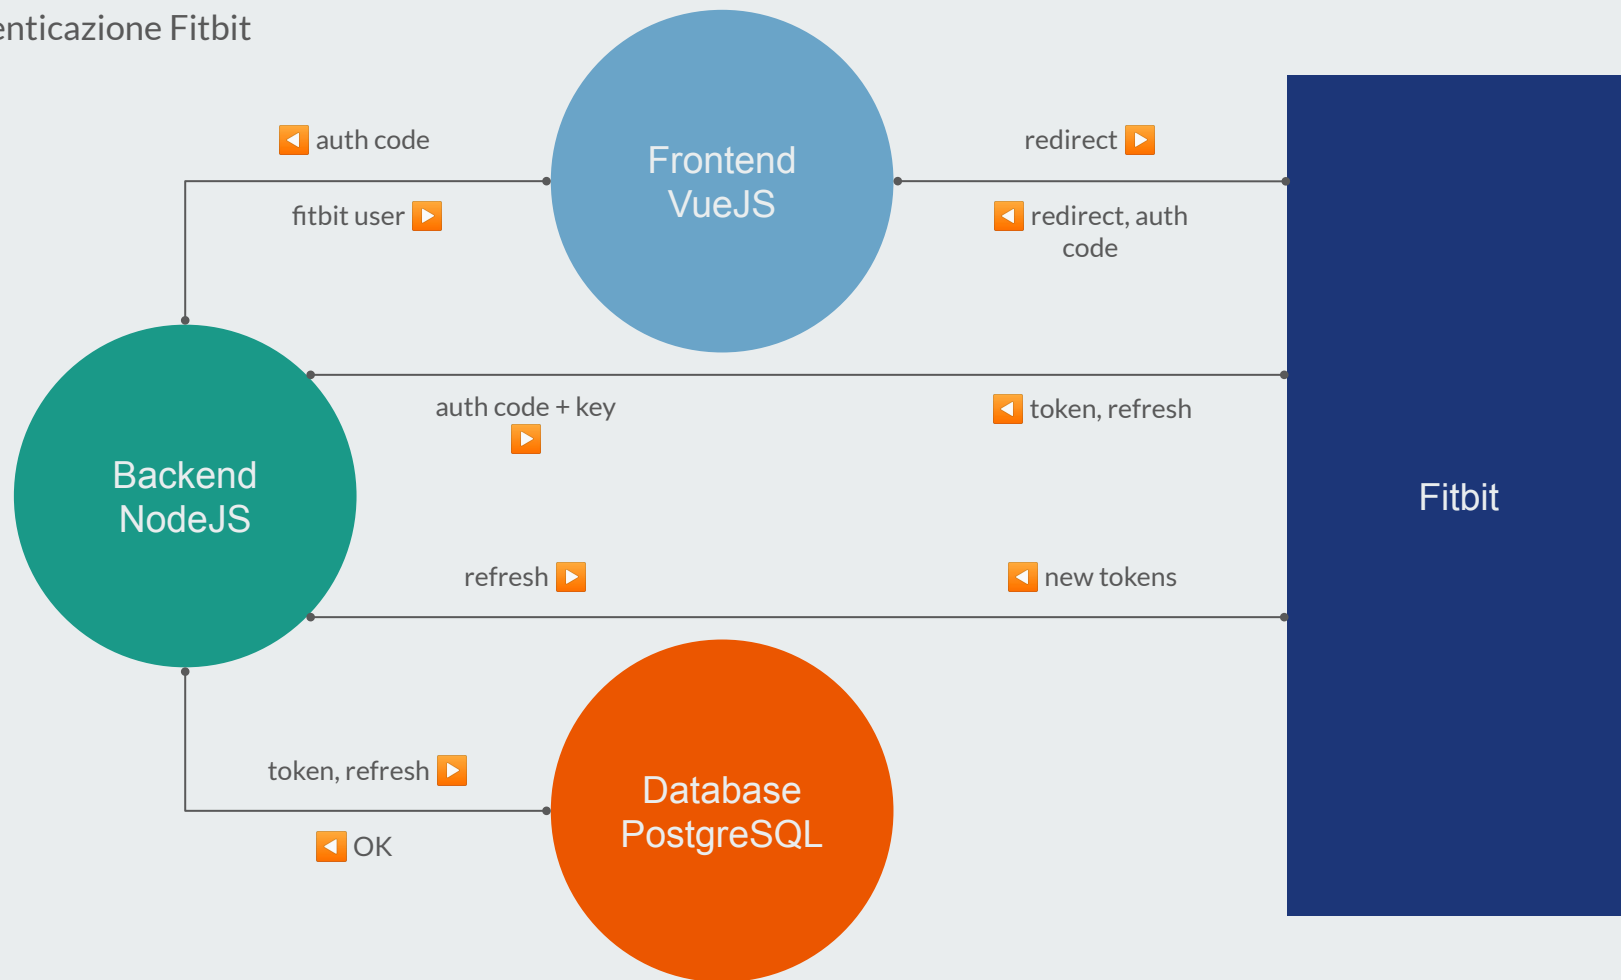 enticazione Fitbit
◀ auth code
fitbit user ▶
Frontend
VueJS
redirect ▶
◀ redirect, auth
code
auth code + key
▶
◀ token, refresh
Backend
NodeJS
Fitbit
refresh ▶
◀ new tokens
token, refresh ▶
◀ OK
Database
PostgreSQL